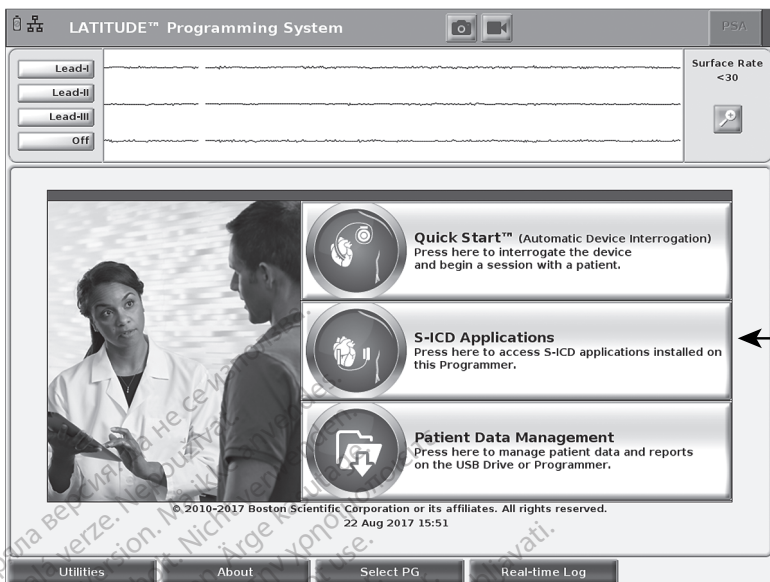 LATITUDE™ Programming System
PSA
Lead-I
Lead-II
Lead-III
Off
Surface Rate
<30
Quick Start™ (Automatic Device Interrogation)
Press here to interrogate the device
and begin a session with a patient.
S-ICD Applications
Press here to access S-ICD applications installed on
this Programmer.
Patient Data Management
Press here to manage patient data and reports
on the USB Drive or Programmer.
© 2010-2017 Boston Scientific Corporation or its affiliates. All rights reserved.
22 Aug 2017 15:51
Utilities
About
Select PG
Real-time Log